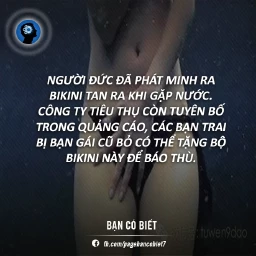 NGƯỜI ĐỨC ĐÃ PHÁT MINH RA
BIKINI TAN RA KHI GẶP NƯỚC.
CÔNG TY TIÊU THỤ CÒN TUYÊN BỐ
TRONG QUẢNG CÁO, CÁC BẠN TRAI
BỊ BẠN GÁI CŨ BỎ CÓ THỂ TẶNG BỘ
BIKINI NÀY ĐỂ BÁO THÙ.
BẠN CÓ BIẾT
fb.com/pagebancobiet7